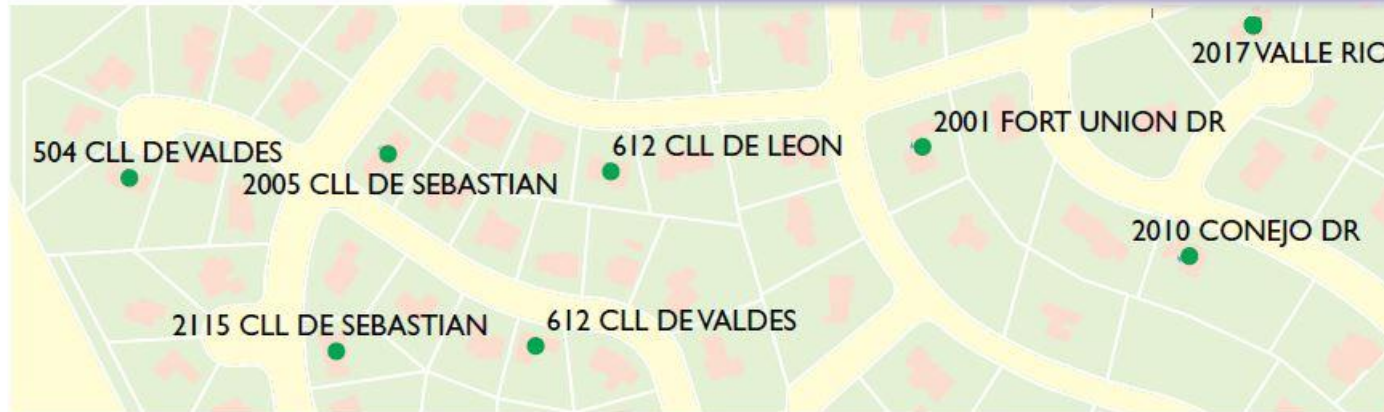 2017 VALLE RIO
2001 FORT UNION DR
612 CLL DE LEON
504 CLL DE VALDES
2005 CLL DE SEBASTIAN
2010 CONEJO DR
612 CLL DE VALDES
2115 CLL DE SEBASTIAN